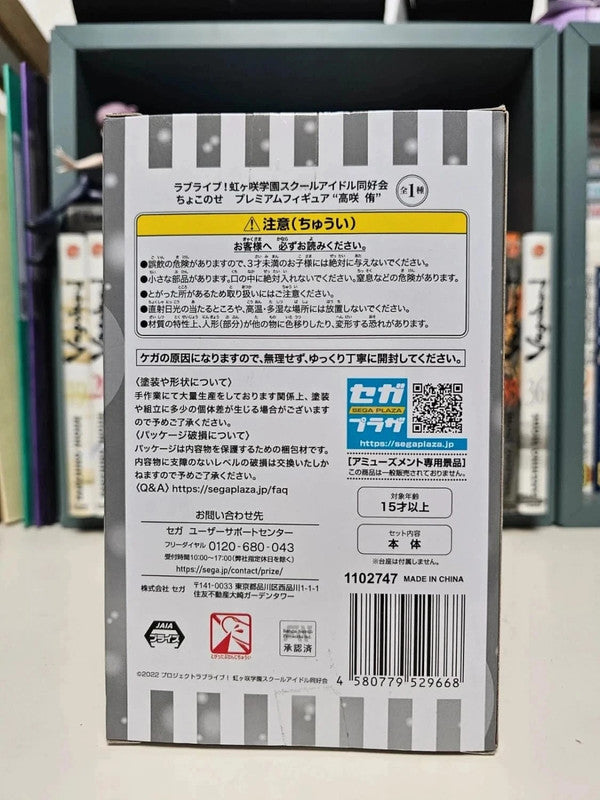 ラブライブ！虹ヶ咲学園スクールアイドル同好会
ちょこのせ プレミアムフィギュア“高咲 侑”
全1種
注意（ちゅうい）
お客様へ 必ずお読みください。
●誤飲の危険がありますので、3才未満のお子様には絶対に与えないでください。
●小さな部品があります。口の中に絶対入れないでください。窒息などの危険があります。
●とがった所があるため取り扱いにはご注意ください。
●直射日光の当たるところや、高温・多湿な場所には放置しないでください。
●材質の特性上、人形（部分）が他の物に色移りしたり、変形する恐れがあります。
ケガの原因になりますので、無理せず、ゆっくり丁寧に開封してください。
〈塗装や形状について〉
手作業にて大量生産をしております関係上、塗装
や組立に多少の個体差が生じる場合がございます
ので予めご了承ください。
〈パッケージ破損について〉
パッケージは内容物を保護するための梱包材です。
内容物に支障のないレベルの破損は交換いたしか
ねますので予めご了承ください。
〈Q&A〉https://segaplaza.jp/faq
お問い合わせ先
セガ ユーザーサポートセンター
フリーダイヤル 0120-680-043
受付時間10:00〜17:00（弊社指定休日を除く）
https://sega.jp/contact/prize/
株式会社 セガ
〒141-0033 東京都品川区西品川1-1-1
住友不動産大崎ガーデンタワー
セガ
SEGA PLAZA
プラザ
https://segaplaza.jp
【アミューズメント専用景品】
この商品は一般販売されておりません。
対象年齢
15才以上
セット内容
本 体
※台座は付属しません。
1102747 MADE IN CHINA
JAIA
プライズ
とがったぶぶんにちゅうい
承認済
4 580779 529668
©2022 プロジェクトラブライブ！虹ヶ咲学園スクールアイドル同好会
Vagabond
Vagabond
36